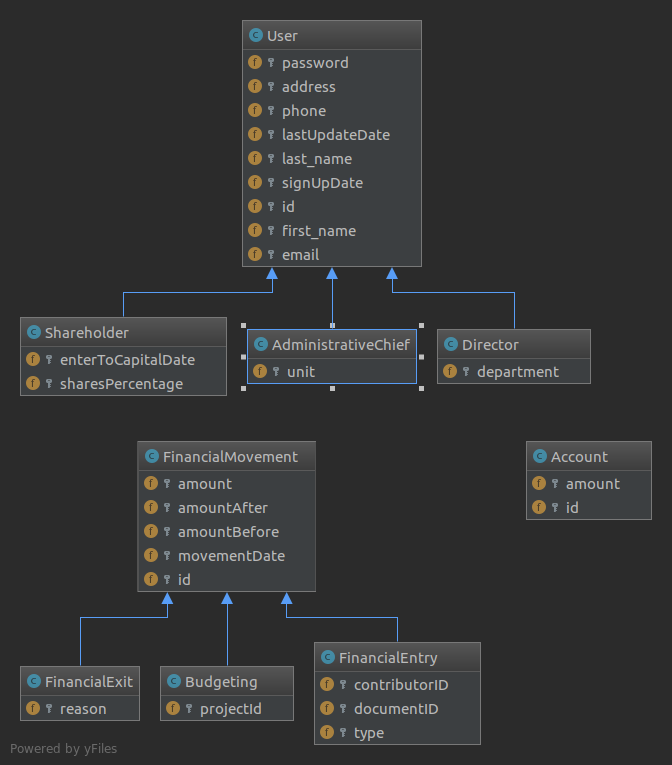 User
password
address
phone
lastUpdateDate
last_name
signUpDate
id
first_name
email
Shareholder
enterToCapitalDate
sharesPercentage
AdministrativeChief
unit
Director
department
FinancialMovement
amount
amountAfter
amountBefore
movementDate
id
Account
amount
id
FinancialExit
reason
Budgeting
projectId
FinancialEntry
contributorID
documentID
type
Powered by yFiles